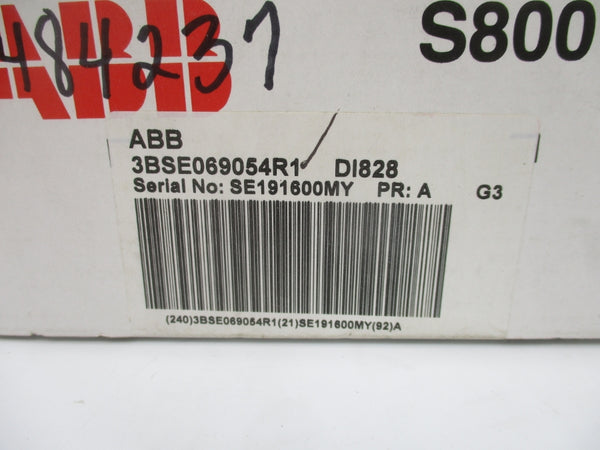 ABB
484237
S800
ABB
3BSE069054R1 DI828
Serial No: SE191600MY PR: A G3
(240)3BSE069054R1(21)SE191600MY(92)A